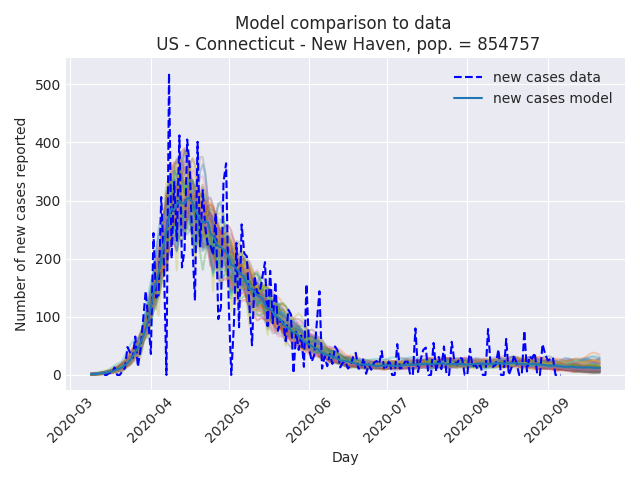 Model comparison to data
US - Connecticut - New Haven, pop. = 854757
new cases data
new cases model
Number of new cases reported
500
400
300
200
100
0
2020-03
2020-04
2020-05
2020-06
2020-07
2020-08
2020-09
Day